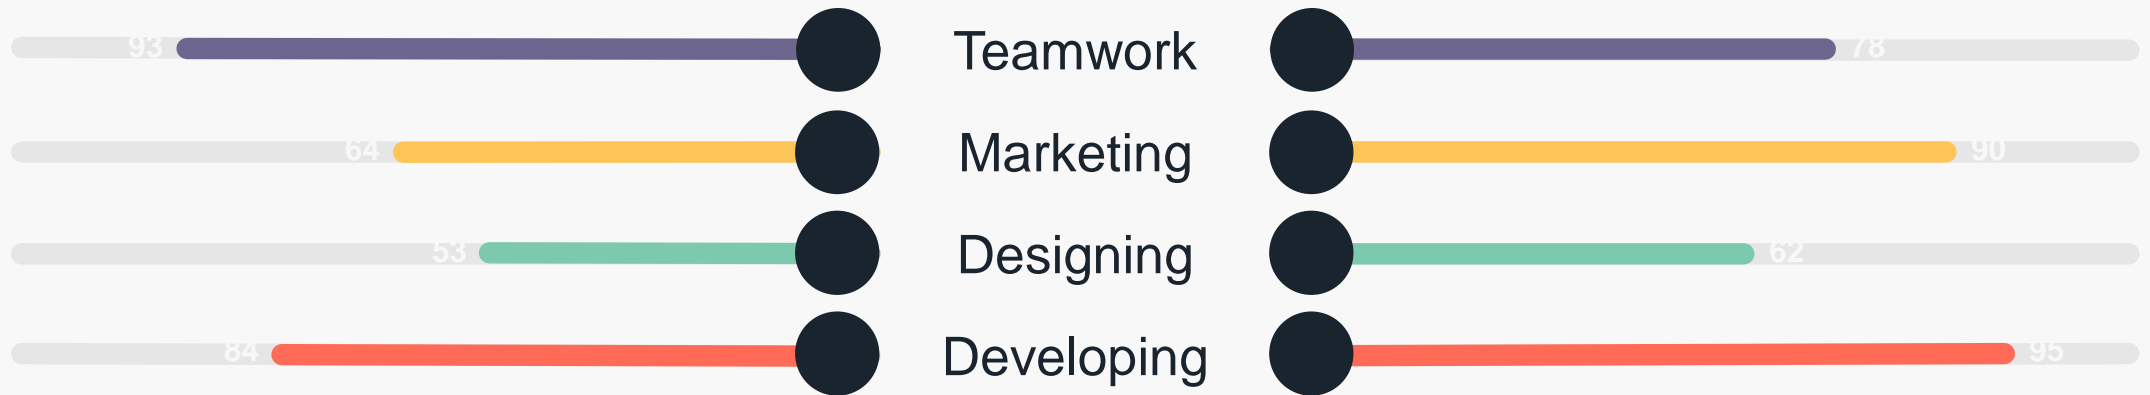 93 Teamwork 78
64 Marketing 90
53 Designing 62
84 Developing 95